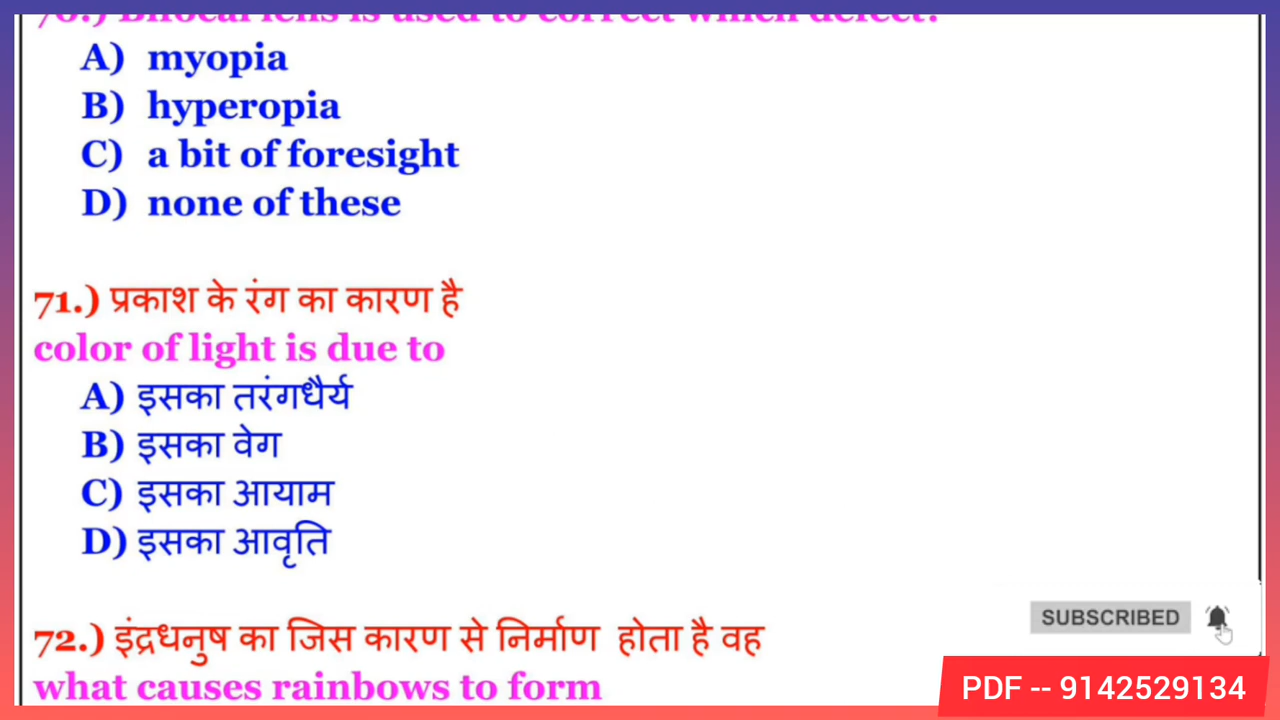 70.) Bifocal lens is used to correct which defect?
A) myopia
B) hyperopia
C) a bit of foresight
D) none of these
71.) प्रकाश के रंग का कारण है
color of light is due to
A) इसका तरंगधैर्य
B) इसका वेग
C) इसका आयाम
D) इसका आवृति
72.) इंद्रधनुष का जिस कारण से निर्माण होता है वह
what causes rainbows to form
SUBSCRIBED
PDF -- 9142529134